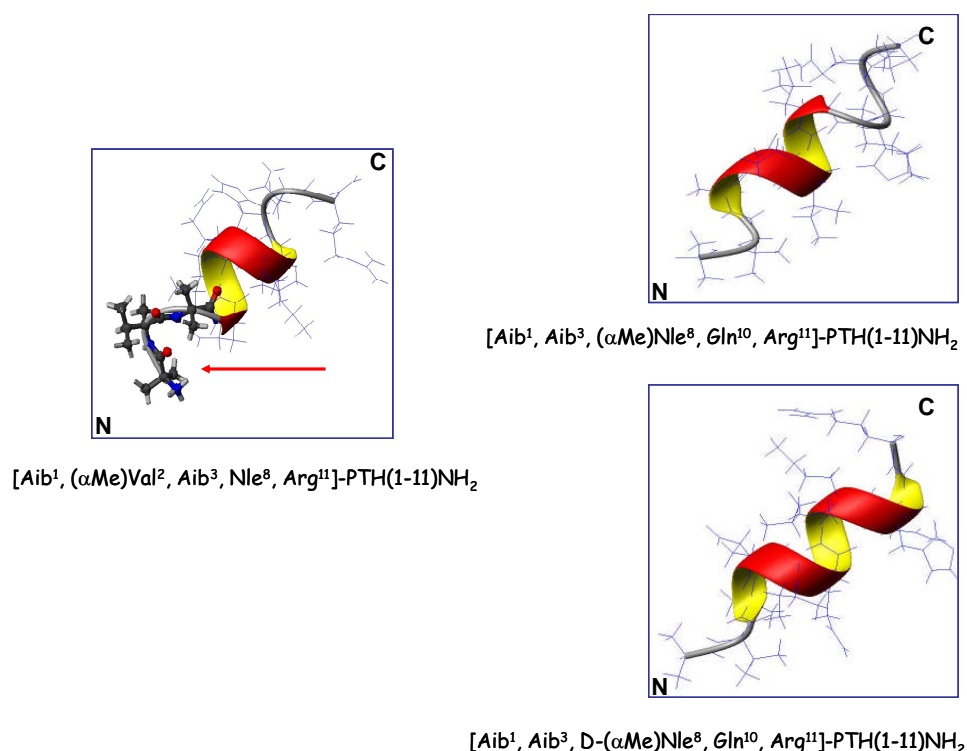 C
N
[Aib¹, (αMe)Val², Aib³, Nle⁸, Arg¹¹]-PTH(1-11)NH₂
C
N
[Aib¹, Aib³, (αMe)Nle⁸, Gln¹⁰, Arg¹¹]-PTH(1-11)NH₂
C
N
[Aib¹, Aib³, D-(αMe)Nle⁸, Gln¹⁰, Arg¹¹]-PTH(1-11)NH₂